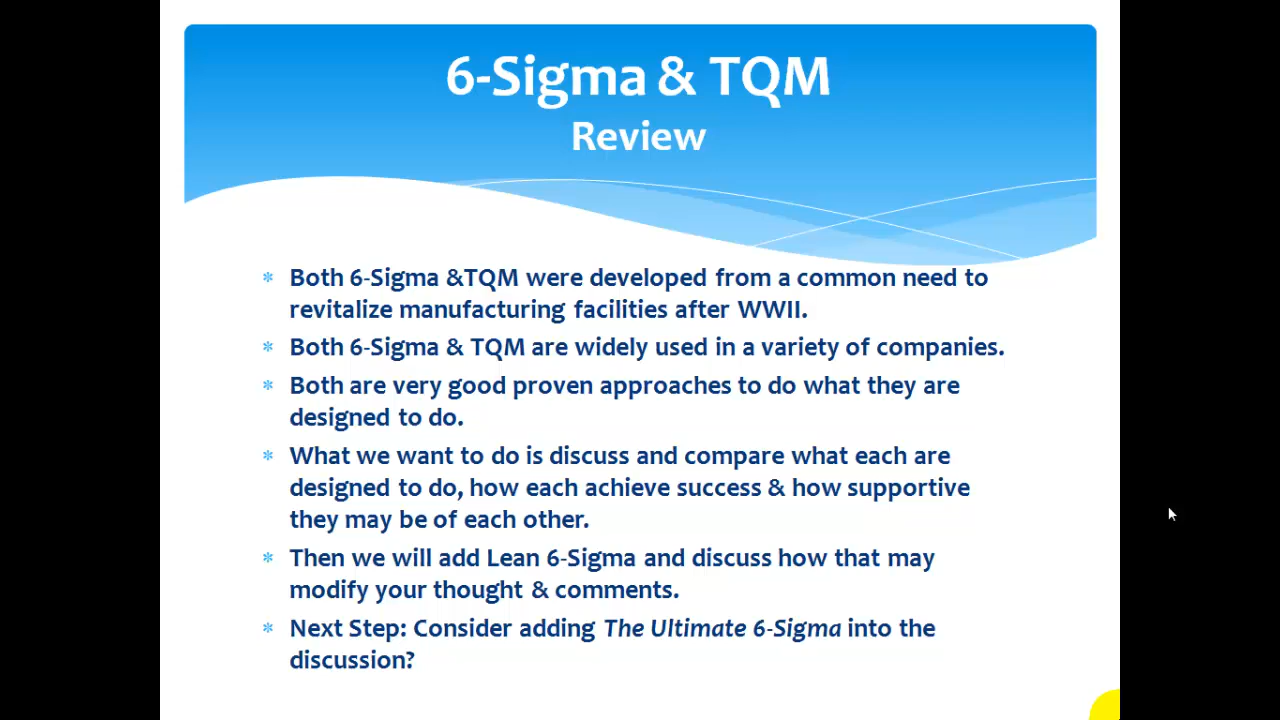 6-Sigma & TQM
Review
* Both 6-Sigma &TQM were developed from a common need to
revitalize manufacturing facilities after WWII.
* Both 6-Sigma & TQM are widely used in a variety of companies.
* Both are very good proven approaches to do what they are
designed to do.
* What we want to do is discuss and compare what each are
designed to do, how each achieve success & how supportive
they may be of each other.
* Then we will add Lean 6-Sigma and discuss how that may
modify your thought & comments.
* Next Step: Consider adding The Ultimate 6-Sigma into the
discussion?